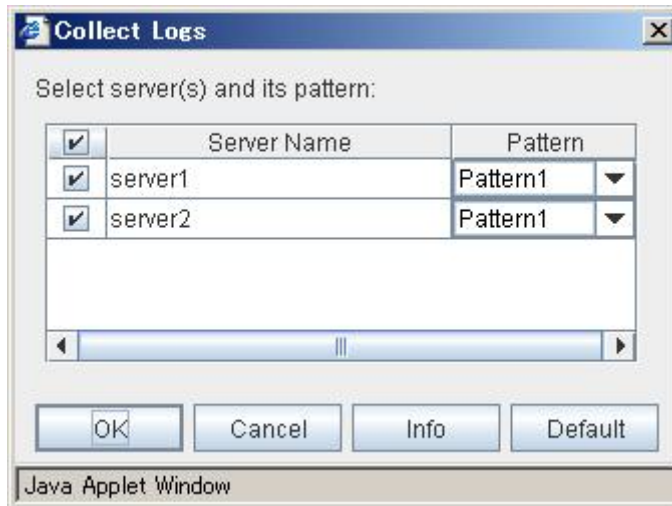 Collect Logs
Select server(s) and its pattern:
Server Name Pattern
server1 Pattern1
server2 Pattern1
OK Cancel Info Default
Java Applet Window